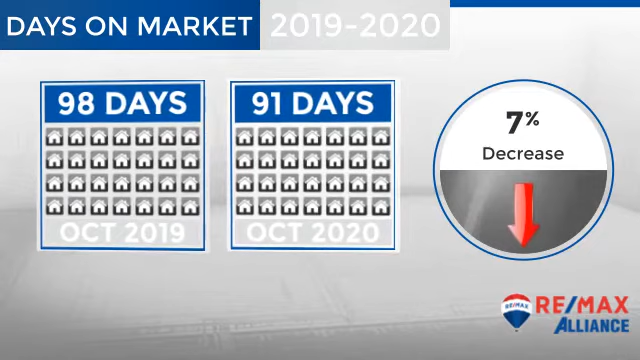 DAYS ON MARKET 2019-2020
98 DAYS
OCT 2019
91 DAYS
OCT 2020
7%
Decrease
RE/MAX
RE/MAX
ALLIANCE